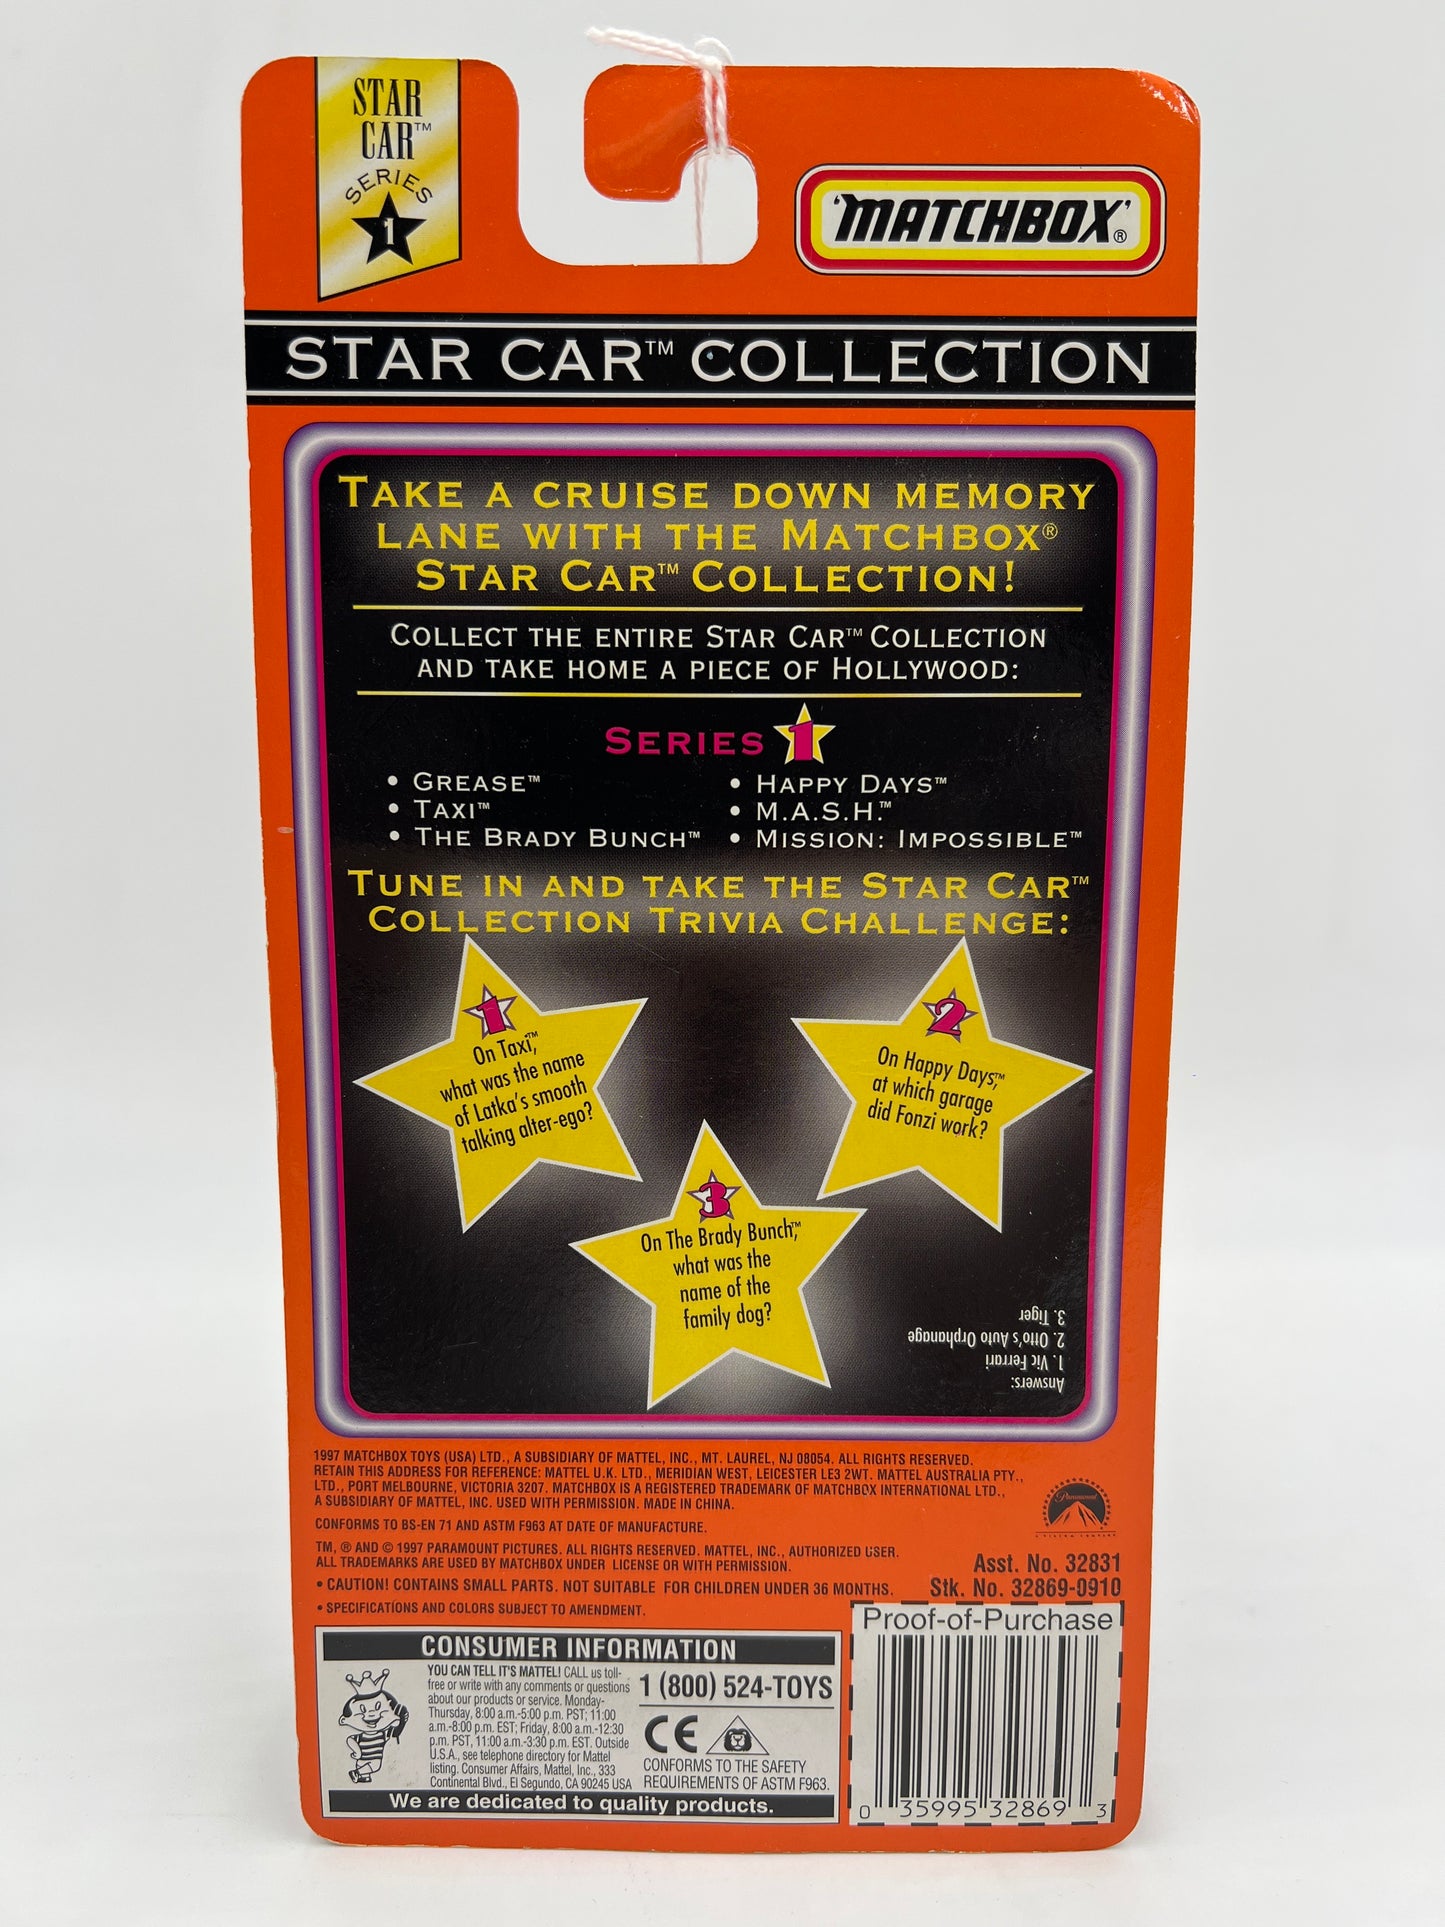 STAR
CAR™
SERIES
1
'MATCHBOX'®
STAR CAR™ COLLECTION
TAKE A CRUISE DOWN MEMORY
LANE WITH THE MATCHBOX®
STAR CAR™ COLLECTION!
COLLECT THE ENTIRE STAR CAR™ COLLECTION
AND TAKE HOME A PIECE OF HOLLYWOOD:
SERIES 1
• GREASE™
• TAXI™
• THE BRADY BUNCH™
• HAPPY DAYS™
• M.A.S.H.™
• MISSION: IMPOSSIBLE™
TUNE IN AND TAKE THE STAR CAR™
COLLECTION TRIVIA CHALLENGE:
1
On Taxi,™
what was the name
of Latka's smooth
talking alter-ego?
2
On Happy Days,™
at which garage
did Fonzi work?
3
On The Brady Bunch,™
what was the
name of the
family dog?
Answers:
1. Vic Ferrari
2. Otto's Auto Orphanage
3. Tiger
1997 MATCHBOX TOYS (USA) LTD., A SUBSIDIARY OF MATTEL, INC., MT. LAUREL, NJ 08054. ALL RIGHTS RESERVED.
RETAIN THIS ADDRESS FOR REFERENCE: MATTEL U.K. LTD., MERIDIAN WEST, LEICESTER LE3 2WT. MATTEL AUSTRALIA PTY.,
LTD., PORT MELBOURNE, VICTORIA 3207. MATCHBOX IS A REGISTERED TRADEMARK OF MATCHBOX INTERNATIONAL LTD.,
A SUBSIDIARY OF MATTEL, INC. USED WITH PERMISSION. MADE IN CHINA.
CONFORMS TO BS-EN 71 AND ASTM F963 AT DATE OF MANUFACTURE.
TM, ® AND © 1997 PARAMOUNT PICTURES. ALL RIGHTS RESERVED. MATTEL, INC., AUTHORIZED USER.
ALL TRADEMARKS ARE USED BY MATCHBOX UNDER LICENSE OR WITH PERMISSION.
• CAUTION! CONTAINS SMALL PARTS. NOT SUITABLE FOR CHILDREN UNDER 36 MONTHS.
• SPECIFICATIONS AND COLORS SUBJECT TO AMENDMENT.
Paramount
A VIACOM COMPANY
Asst. No. 32831
Stk. No. 32869-0910
CONSUMER INFORMATION
YOU CAN TELL IT'S MATTEL! CALL us toll-
free or write with any comments or questions
about our products or service. Monday-
Thursday, 8:00 a.m.-5:00 p.m. PST; 11:00
a.m.-8:00 p.m. EST; Friday, 8:00 a.m.-12:30
p.m. PST, 11:00 a.m.-3:30 p.m. EST. Outside
U.S.A., see telephone directory for Mattel
listing. Consumer Affairs, Mattel, Inc., 333
Continental Blvd., El Segundo, CA 90245 USA
1 (800) 524-TOYS
CE
CONFORMS TO THE SAFETY
REQUIREMENTS OF ASTM F963.
We are dedicated to quality products.
Proof-of-Purchase
0 35995 32869 3